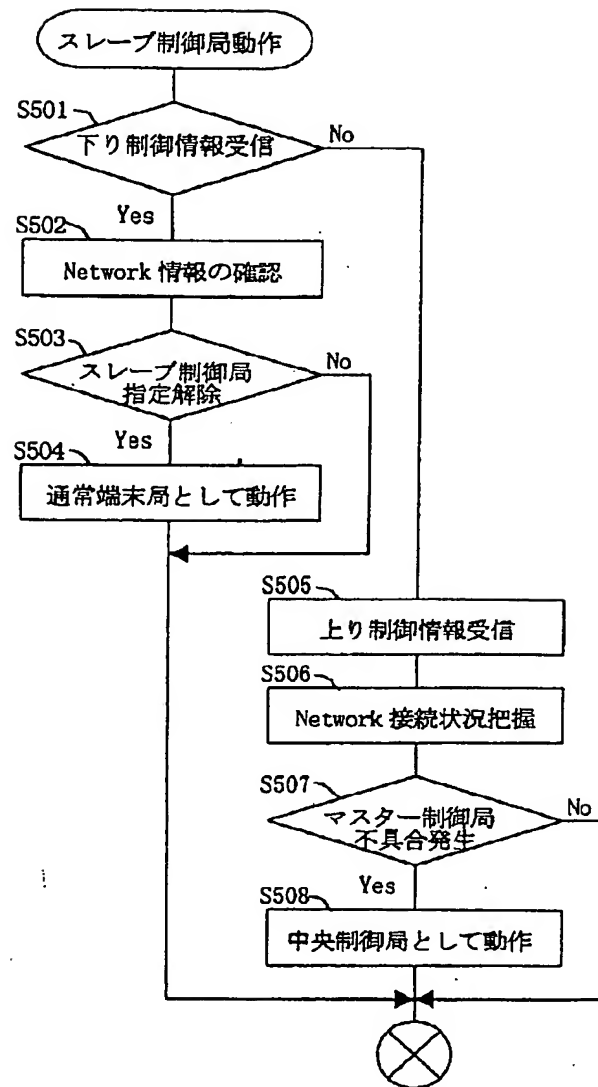 スレーブ制御局動作
S501
下り制御情報受信
No
Yes
S502
Network 情報の確認
S503
スレーブ制御局
指定解除
No
Yes
S504
通常端末局として動作
S505
上り制御情報受信
S506
Network 接続状況把握
S507
マスター制御局
不具合発生
No
Yes
S508
中央制御局として動作